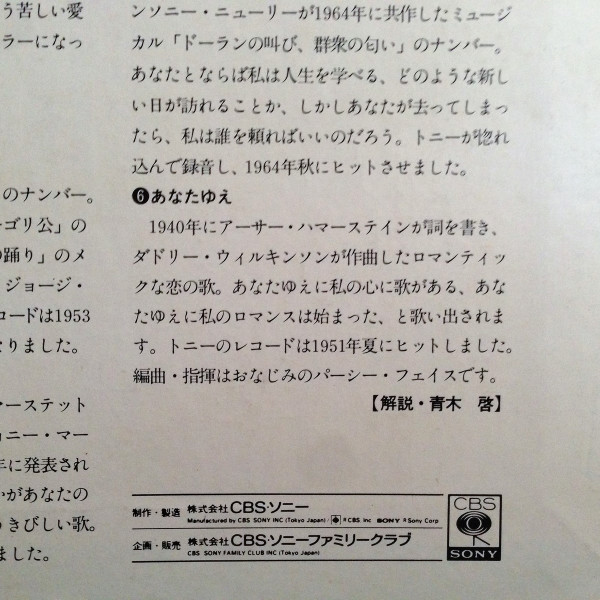 う苦しい愛
ラーになっ
のナンバー。
ーゴリ公」の
の踊り」のメ
ジョージ・
コードは1953
なりました。
マーステット
ョニー・マー
年に発表され
いがあなたの
うきびしい歌。
ました。
ンソニー・ニューリーが1964年に共作したミュージ
カル「ドーランの叫び、群衆の匂い」のナンバー。
あなたとならば私は人生を学べる、どのような新し
い日が訪れることか、しかしあなたが去ってしまっ
たら、私は誰を頼ればいいのだろう。トニーが惚れ
込んで録音し、1964年秋にヒットさせました。
❻あなたゆえ
1940年にアーサー・ハマーステインが詞を書き、
ダドリー・ウィルキンソンが作曲したロマンティッ
クな恋の歌。あなたゆえに私の心に歌がある、あな
たゆえに私のロマンスは始まった、と歌い出されま
す。トニーのレコードは1951年夏にヒットしました。
編曲・指揮はおなじみのパーシー・フェイスです。
【解説・青木 啓】
制作・製造 株式会社CBS・ソニー
Manufactured by CBS SONY INC (Tokyo Japan) / ® CBS Inc SONY ® Sony Corp
企画・販売 株式会社CBS・ソニーファミリークラブ
CBS SONY FAMILY CLUB INC (Tokyo Japan)
CBS
SONY